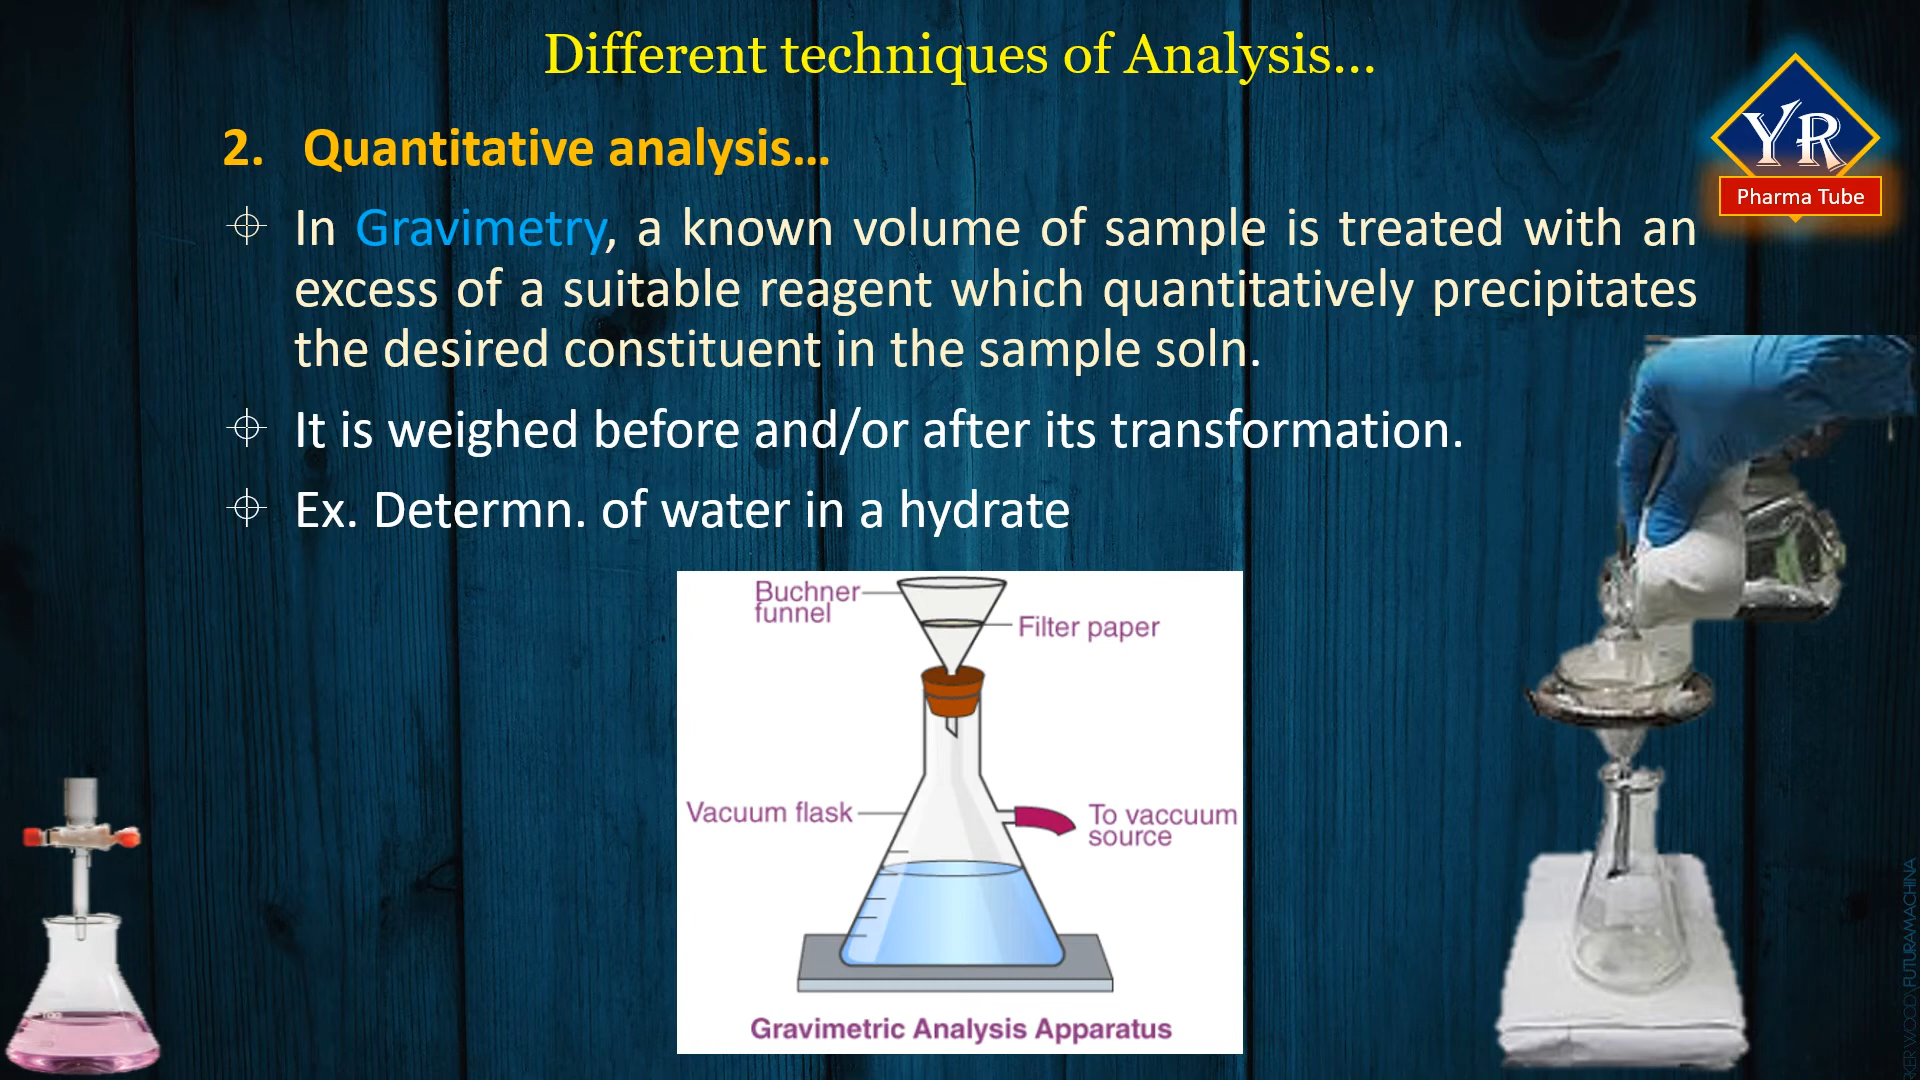 Different techniques of Analysis...
YR
Pharma Tube
2. Quantitative analysis...
In Gravimetry, a known volume of sample is treated with an
excess of a suitable reagent which quantitatively precipitates
the desired constituent in the sample soln.
It is weighed before and/or after its transformation.
Ex. Determn. of water in a hydrate
Buchner
funnel
Filter paper
Vacuum flask
To vaccuum
source
Gravimetric Analysis Apparatus
FUTURAMACHINA